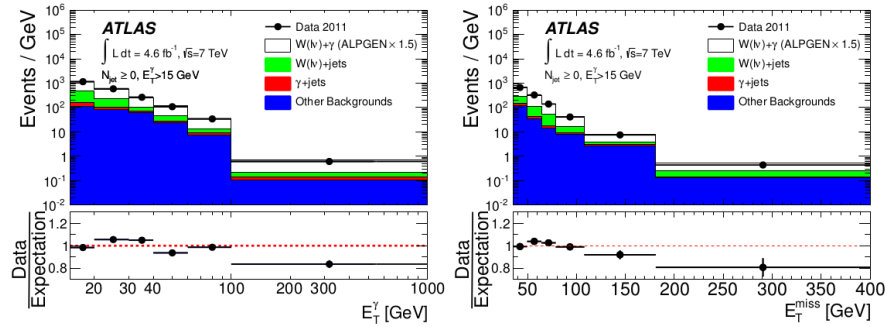 ATLAS
∫ L dt = 4.6 fb⁻¹, √s=7 TeV
N_jet ≥ 0, E_T^γ>15 GeV
Data 2011
W(lν)+γ (ALPGEN × 1.5)
W(lν)+jets
γ+jets
Other Backgrounds
Events / GeV
10⁶
10⁵
10⁴
10³
10²
10
1
10⁻¹
10⁻²
Data
Expectation
1.2
1
0.8
20 30 40 100 200 300 1000
E_T^γ [GeV]
ATLAS
∫ L dt = 4.6 fb⁻¹, √s=7 TeV
N_jet ≥ 0, E_T^γ>15 GeV
Data 2011
W(lν)+γ (ALPGEN × 1.5)
W(lν)+jets
γ+jets
Other Backgrounds
Events / GeV
10⁶
10⁵
10⁴
10³
10²
10
1
10⁻¹
10⁻²
Data
Expectation
1.2
1
0.8
50 100 150 200 250 300 350 400
E_T^miss [GeV]